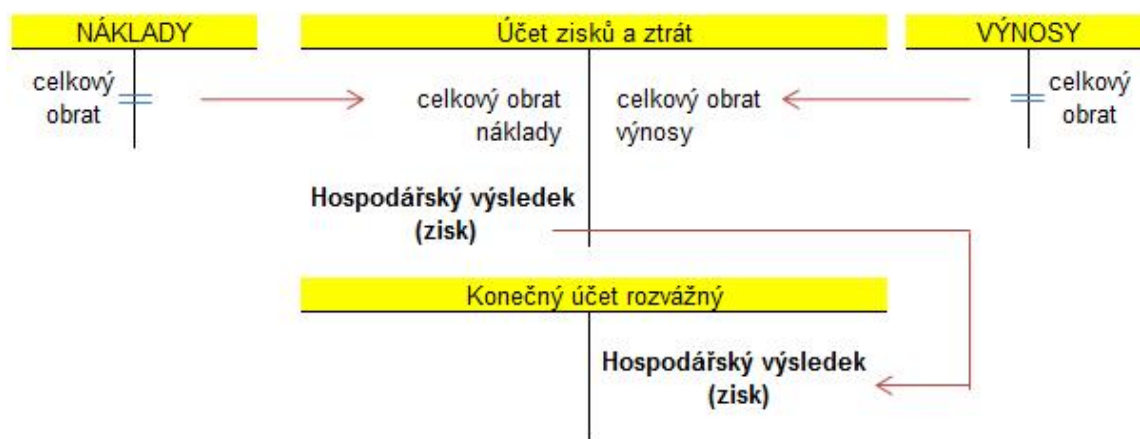 NÁKLADY
Účet zisků a ztrát
VÝNOSY
celkový
obrat
celkový obrat
náklady
celkový obrat
výnosy
celkový
obrat
Hospodářský výsledek
(zisk)
Konečný účet rozvážný
Hospodářský výsledek
(zisk)